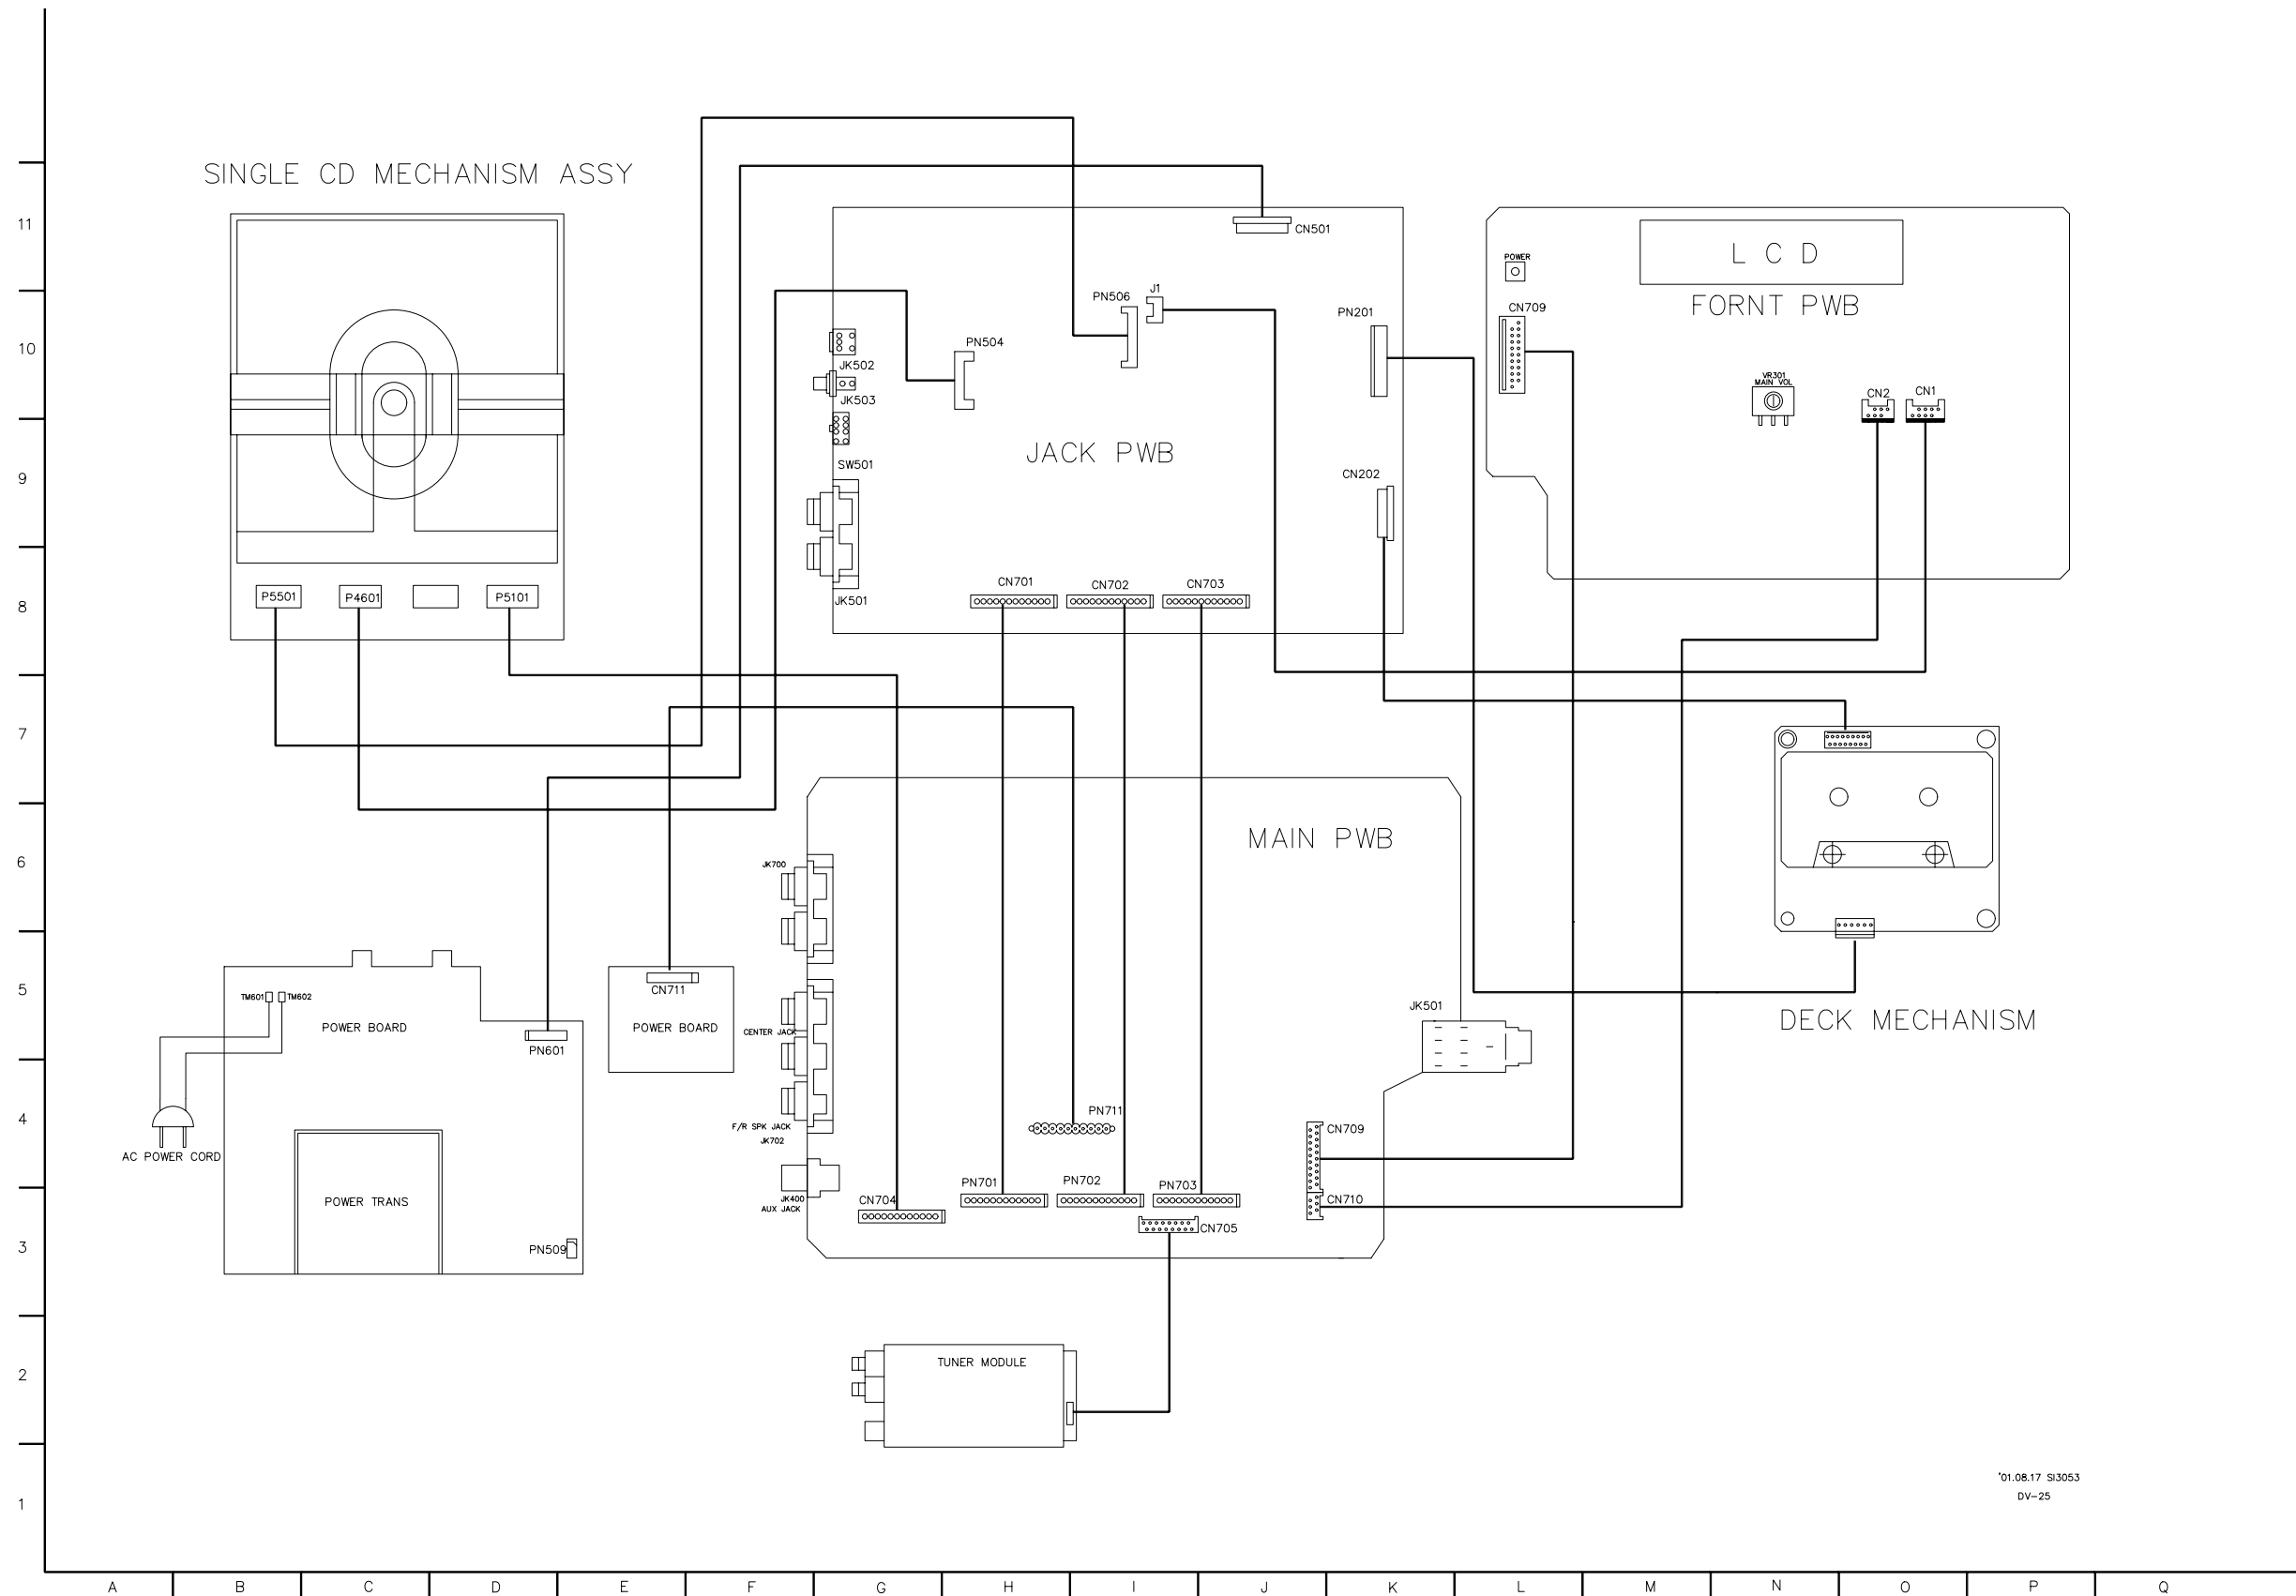 SINGLE CD MECHANISM ASSY
11
CN501
POWER
L C D
PN506
J1
FORNT PWB
PN201
CN709
10
PN504
JK502
VR301
MAIN VOL
CN2
CN1
JK503
JACK PWB
SW501
CN202
9
P5501
P4601
P5101
CN701
CN702
CN703
JK501
8
7
MAIN PWB
JK700
6
5
TM601
TM602
CN711
JK501
POWER BOARD
POWER BOARD
CENTER JACK
DECK MECHANISM
PN601
PN711
4
F/R SPK JACK
JK702
CN709
AC POWER CORD
PN701
PN702
PN703
POWER TRANS
JK400
AUX JACK
CN704
CN710
CN705
3
PN509
TUNER MODULE
2
'01.08.17 SI3053
DV-25
1
A B C D E F G H I J K L M N O P Q